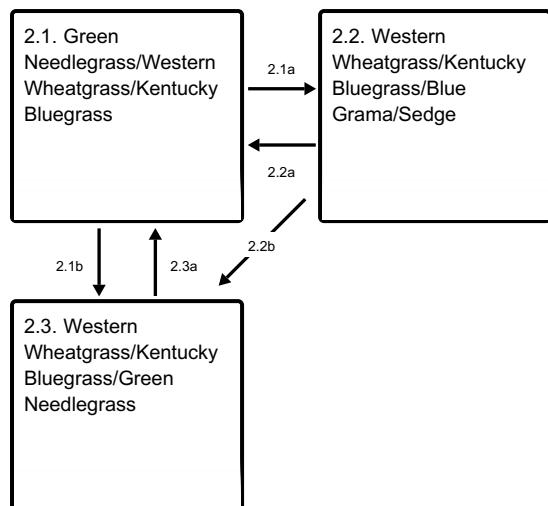 2.1. Green
Needlegrass/Western
Wheatgrass/Kentucky
Bluegrass
2.1a
2.2. Western
Wheatgrass/Kentucky
Bluegrass/Blue
Grama/Sedge
2.2a
2.1b
2.3a
2.2b
2.3. Western
Wheatgrass/Kentucky
Bluegrass/Green
Needlegrass